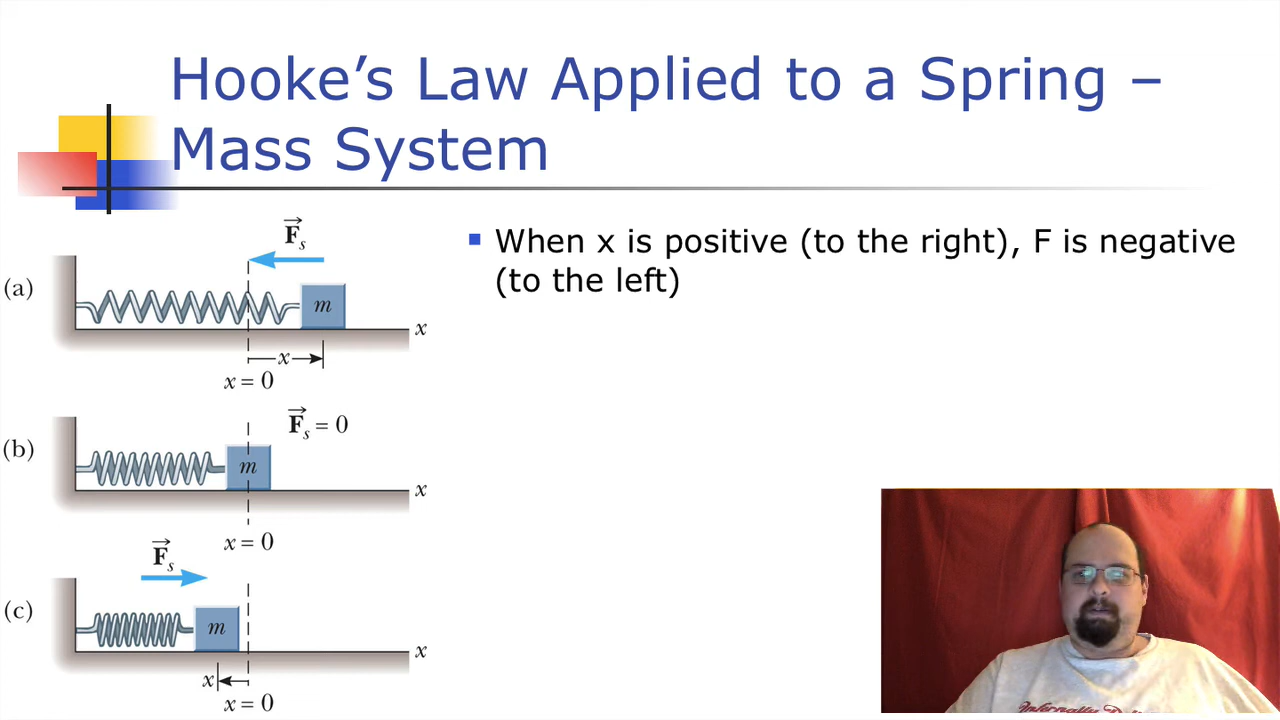 Hooke’s Law Applied to a Spring –
Mass System
When x is positive (to the right), F is negative
(to the left)
F⃗s
(a)
m
x
x
x = 0
F⃗s = 0
(b)
m
x
x = 0
F⃗s
(c)
m
x
x
x = 0
Infernally